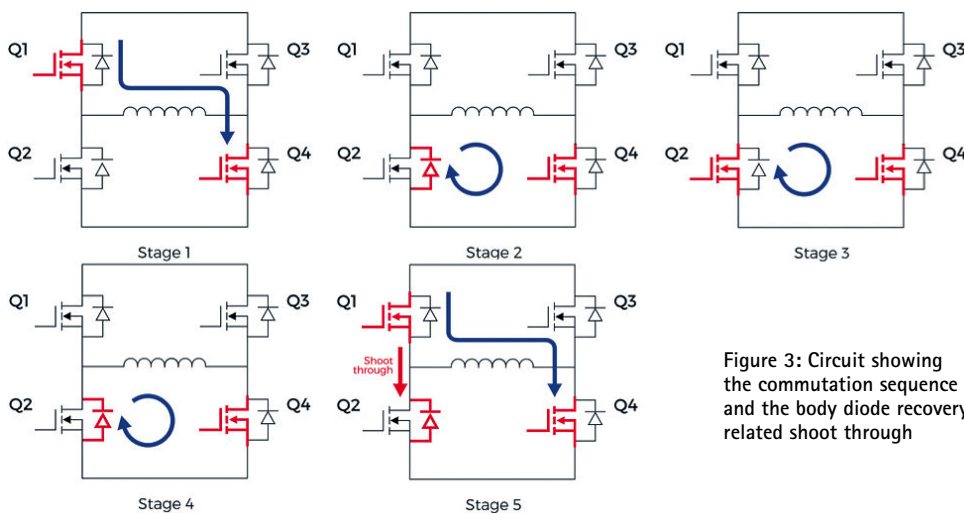 Q1
Q3
Q2
Q4
Stage 1
Q1
Q3
Q2
Q4
Stage 2
Q1
Q3
Q2
Q4
Stage 3
Q1
Q3
Q2
Q4
Stage 4
Q1
Q3
Shoot
through
Q2
Q4
Stage 5
Figure 3: Circuit showing
the commutation sequence
and the body diode recovery
related shoot through